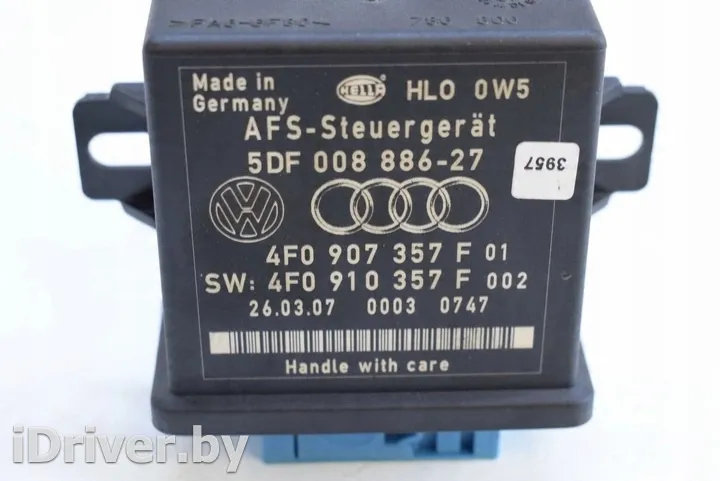 Made in
Germany
HELLA
HLO 0W5
AFS-Steuergerät
5DF 008 886-27
3957
4F0 907 357 F 01
SW: 4F0 910 357 F 002
26.03.07 0003 0747
Handle with care
iDriver.by